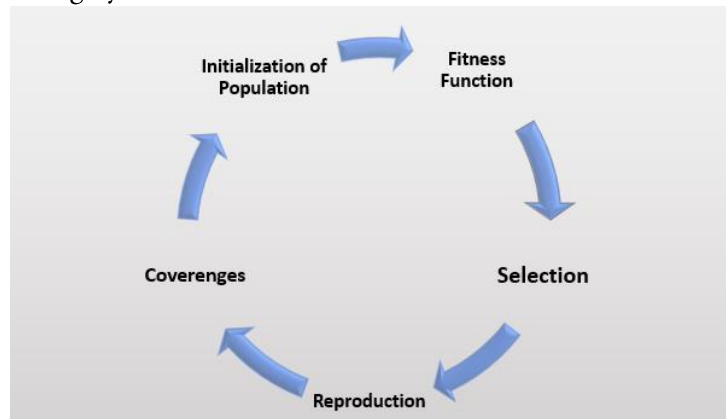 Initialization of
Population
Fitness
Function
Selection
Reproduction
Coverenges